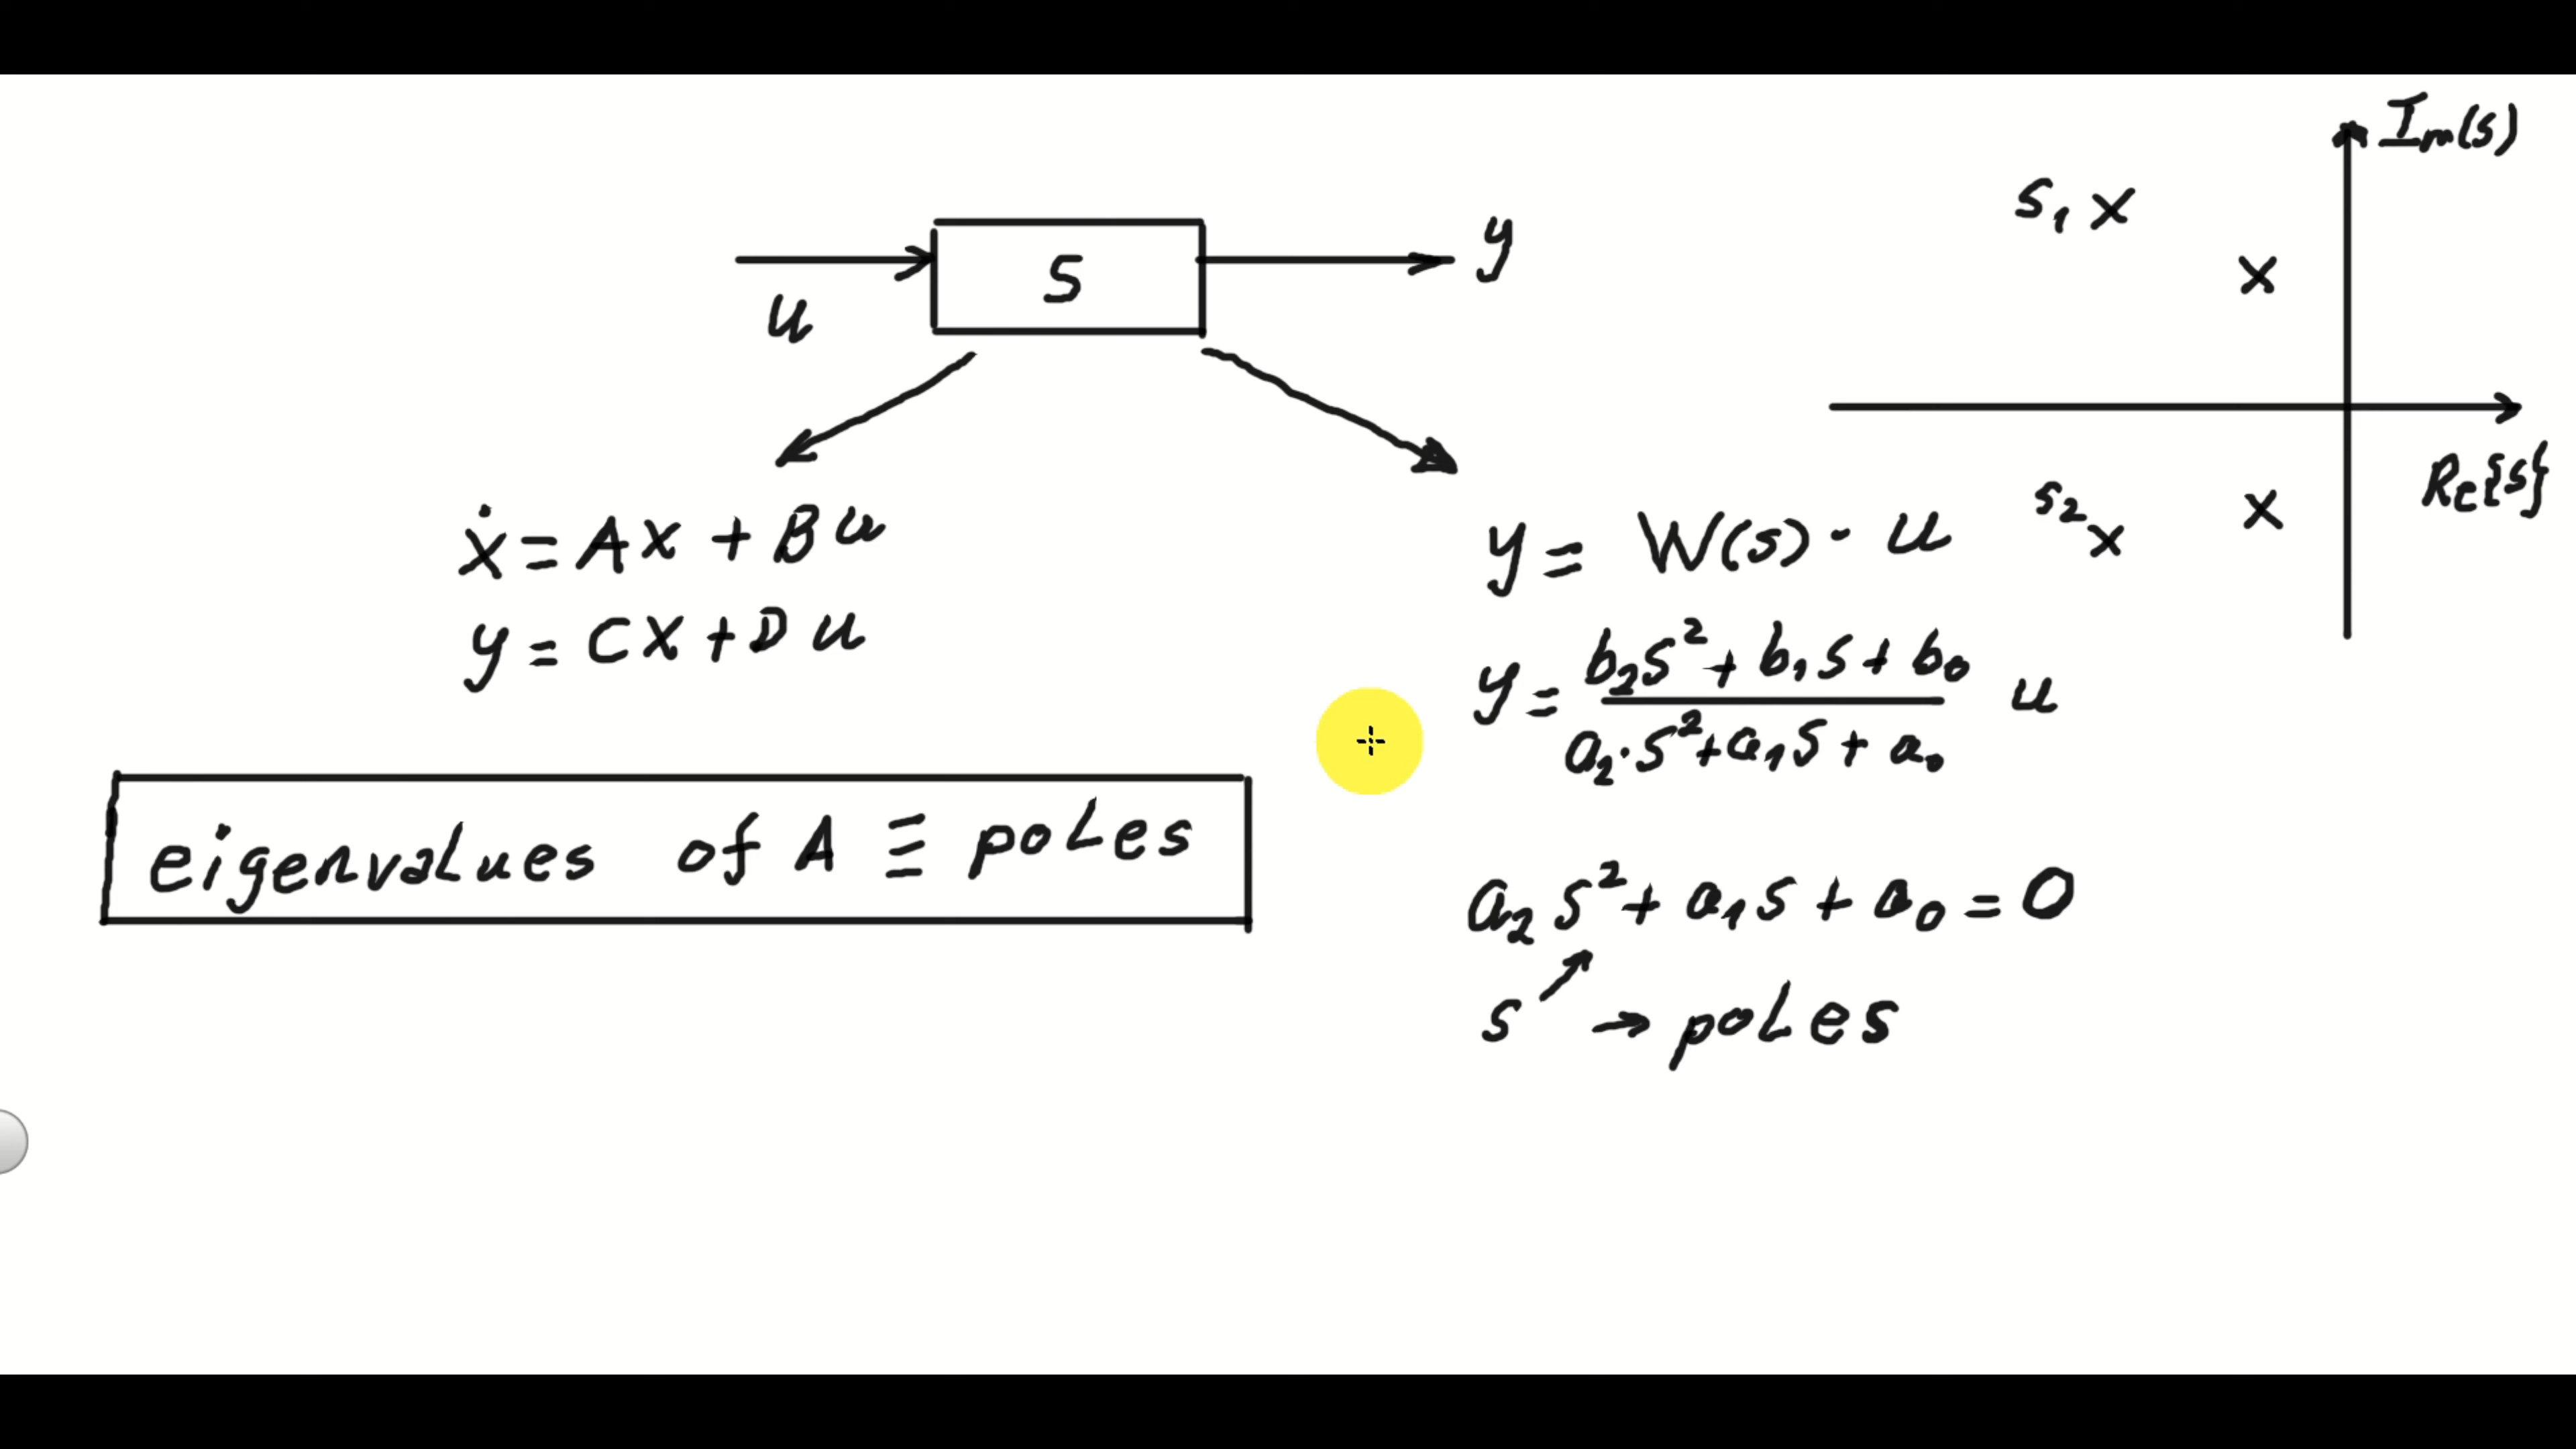 u
S
y
ẋ = Ax + Bu
y = Cx + Du
eigenvalues of A ≡ poles
y = W(s) · u
y = b₂s² + b₁s + b₀ / a₂·s² + a₁s + a₀ u
a₂s² + a₁s + a₀ = 0
s → poles
Im(s)
s₁ x
x
Re{s}
s₂ x
x